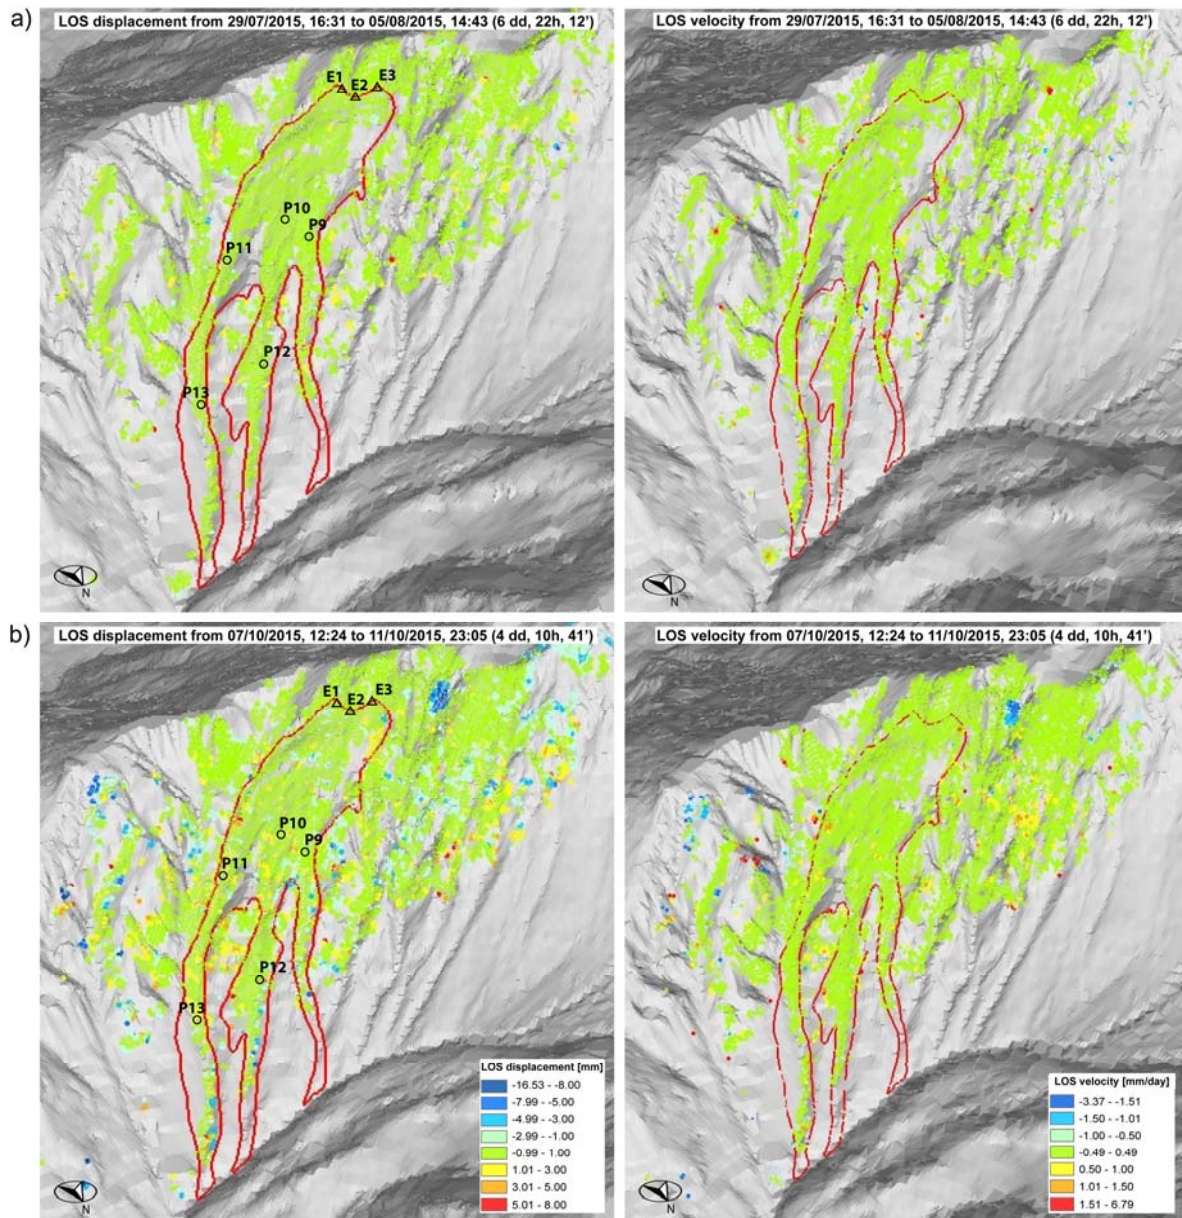 a)
LOS displacement from 29/07/2015, 16:31 to 05/08/2015, 14:43 (6 dd, 22h, 12')
E1
E2
E3
P10
P9
P11
P12
P13
N
LOS velocity from 29/07/2015, 16:31 to 05/08/2015, 14:43 (6 dd, 22h, 12')
N
b)
LOS displacement from 07/10/2015, 12:24 to 11/10/2015, 23:05 (4 dd, 10h, 41')
E1
E2
E3
P10
P9
P11
P12
P13
N
LOS displacement [mm]
-16.53 - -8.00
-7.99 - -5.00
-4.99 - -3.00
-2.99 - -1.00
-0.99 - 1.00
1.01 - 3.00
3.01 - 5.00
5.01 - 8.00
LOS velocity from 07/10/2015, 12:24 to 11/10/2015, 23:05 (4 dd, 10h, 41')
N
LOS velocity [mm/day]
-3.37 - -1.51
-1.50 - -1.01
-1.00 - -0.50
-0.49 - 0.49
0.50 - 1.00
1.01 - 1.50
1.51 - 6.79